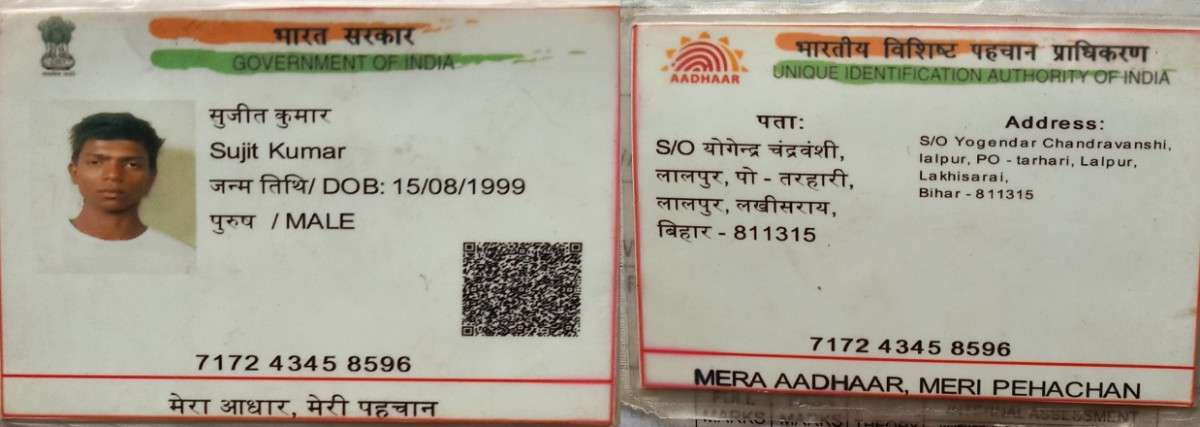 भारत सरकार
GOVERNMENT OF INDIA
सुजीत कुमार
Sujit Kumar
जन्म तिथि/ DOB: 15/08/1999
पुरुष / MALE
7172 4345 8596
मेरा आधार, मेरी पहचान
भारतीय विशिष्ट पहचान प्राधिकरण
UNIQUE IDENTIFICATION AUTHORITY OF INDIA
AADHAAR
पता:
S/O योगेन्द्र चंद्रवंशी,
लालपुर, पो - तरहारी,
लालपुर, लखीसराय,
बिहार - 811315
Address:
S/O Yogendar Chandravanshi,
lalpur, PO - tarhari, Lalpur,
Lakhisarai,
Bihar - 811315
7172 4345 8596
MERA AADHAAR, MERI PEHACHAN